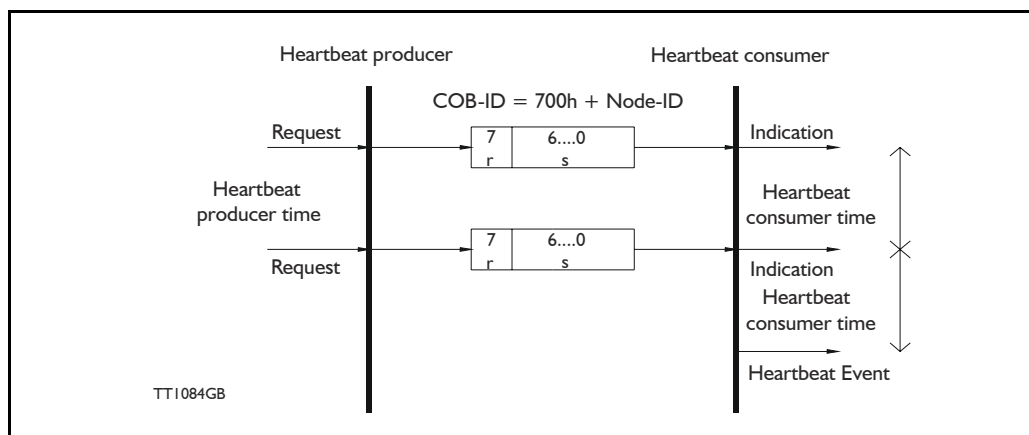 Heartbeat producer
Heartbeat consumer
COB-ID = 700h + Node-ID
Request
7
6....0
r
s
Indication
Heartbeat
producer time
Heartbeat
consumer time
Request
7
6....0
r
s
Indication
Heartbeat
consumer time
Heartbeat Event
TT1084GB